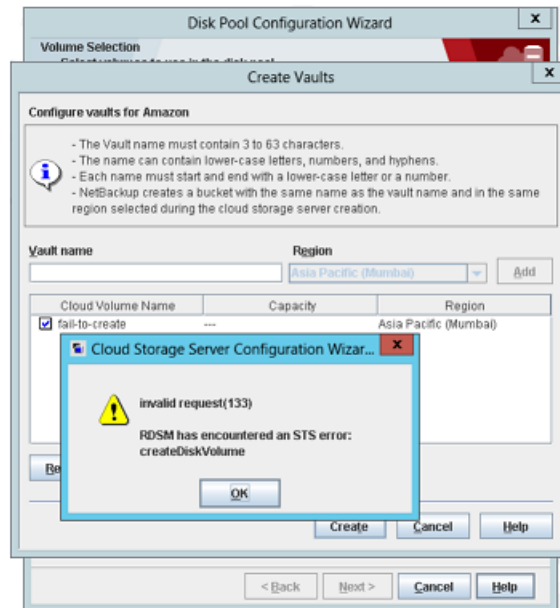 Disk Pool Configuration Wizard
x
Volume Selection
Create Vaults
x
Configure vaults for Amazon
- The Vault name must contain 3 to 63 characters.
- The name can contain lower-case letters, numbers, and hyphens.
- Each name must start and end with a lower-case letter or a number.
- NetBackup creates a bucket with the same name as the vault name and in the same
region selected during the cloud storage server creation.
Vault name
Region
Asia Pacific (Mumbai)
Add
Cloud Volume Name
Capacity
Region
fail-to-create
---
Asia Pacific (Mumbai)
Cloud Storage Server Configuration Wizar...
x
invalid request(133)
RDSM has encountered an STS error:
createDiskVolume
OK
Re
Create
Cancel
Help
< Back
Next >
Cancel
Help